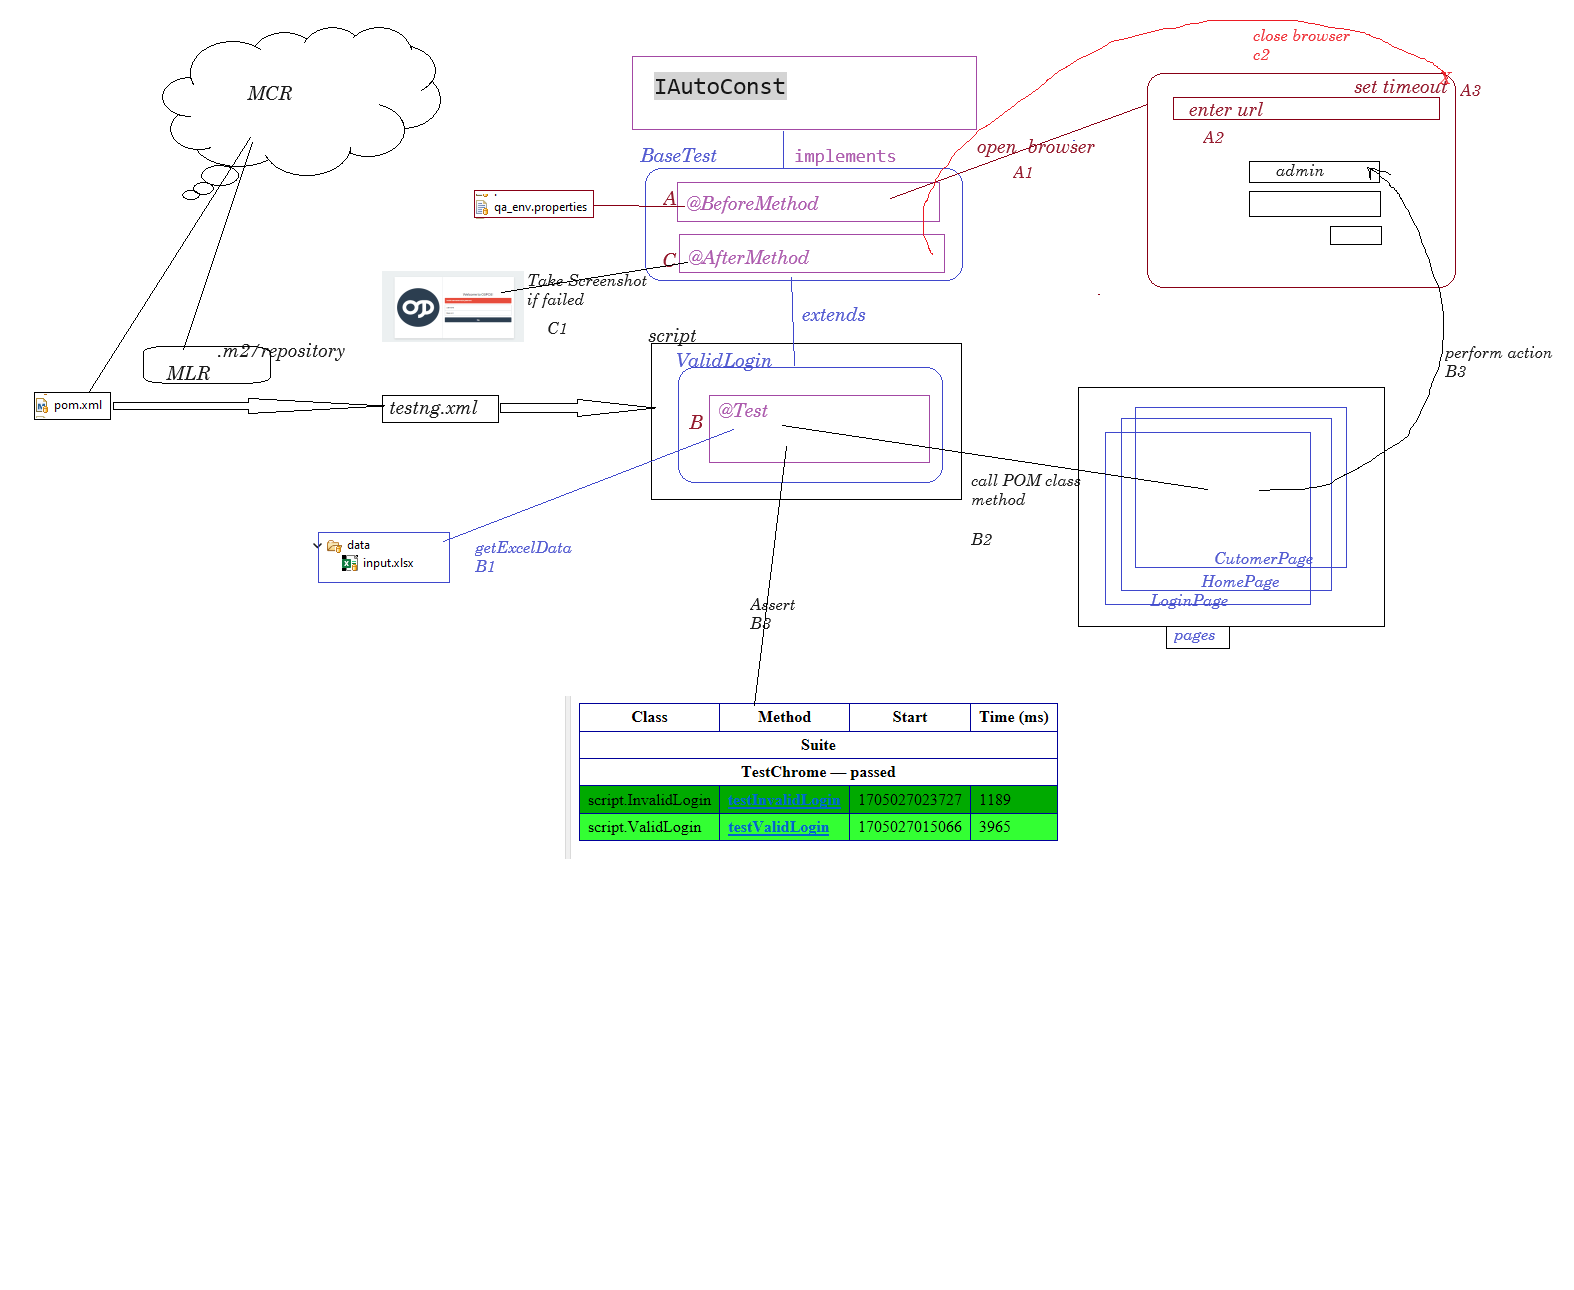 MCR
IAutoConst
close browser
c2
X
set timeout
A3
enter url
A2
open browser
A1
BaseTest
implements
qa_env.properties
A
@BeforeMethod
C
@AfterMethod
admin
Take Screenshot
if failed
C1
extends
script
ValidLogin
.m2/repository
MLR
pom.xml
testng.xml
B
@Test
perform action
B3
call POM class
method
B2
data
input.xlsx
getExcelData
B1
CutomerPage
HomePage
LoginPage
pages
Assert
B3
Class Method Start Time (ms)
Suite
TestChrome — passed
script.InvalidLogin testInvalidLogin 1705027023727 1189
script.ValidLogin testValidLogin 1705027015066 3965